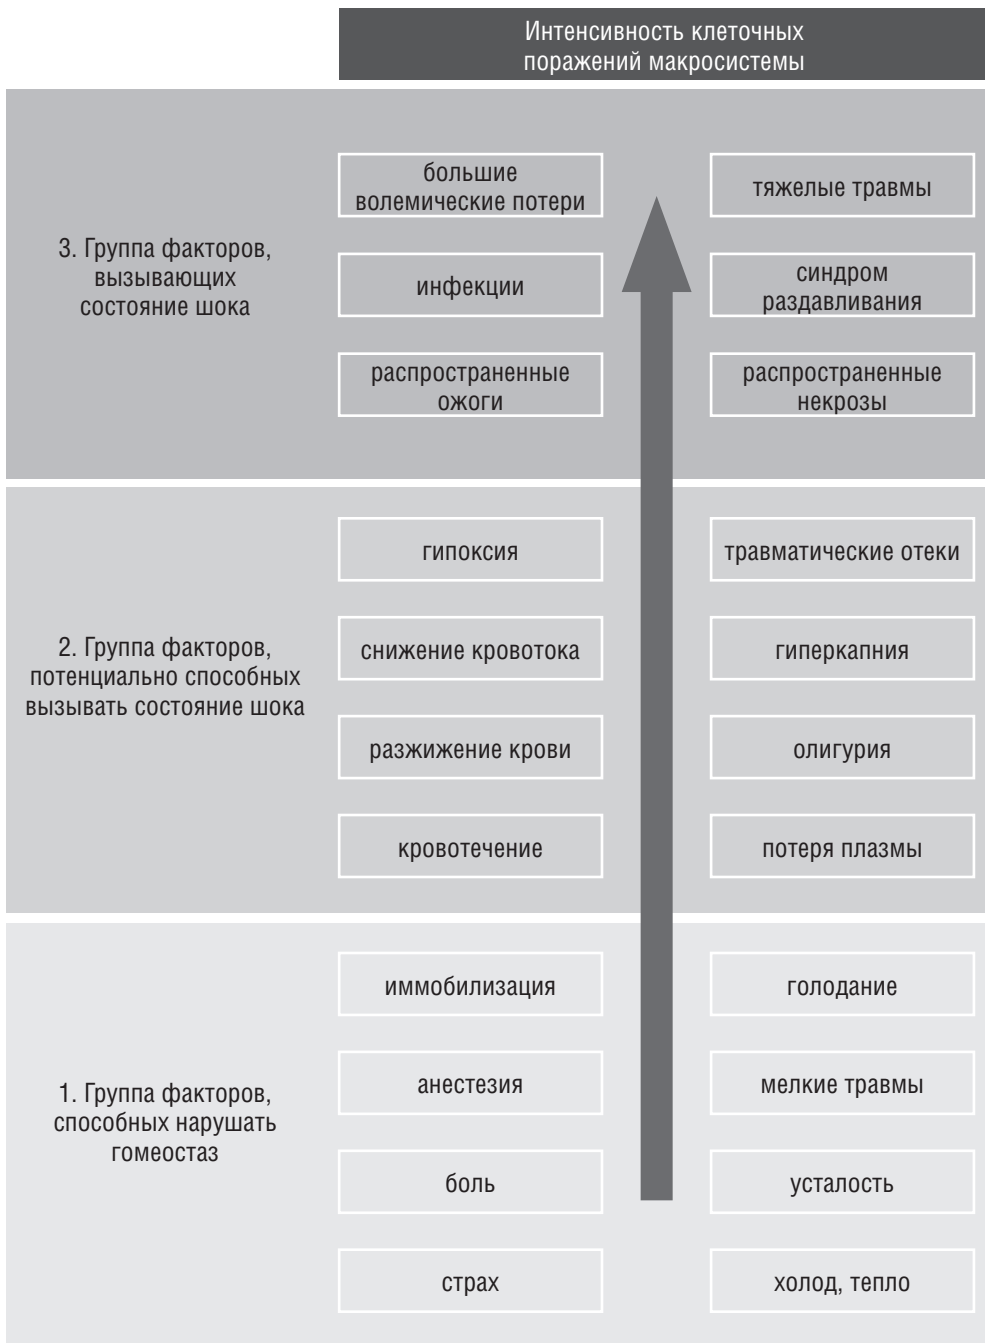 Интенсивность клеточных
поражений макросистемы
3. Группа факторов,
вызывающих
состояние шока
большие
волемические потери
тяжелые травмы
инфекции
синдром
раздавливания
распространенные
ожоги
распространенные
некрозы
2. Группа факторов,
потенциально способных
вызывать состояние шока
гипоксия
травматические отеки
снижение кровотока
гиперкапния
разжижение крови
олигурия
кровотечение
потеря плазмы
1. Группа факторов,
способных нарушать
гомеостаз
иммобилизация
голодание
анестезия
мелкие травмы
боль
усталость
страх
холод, тепло